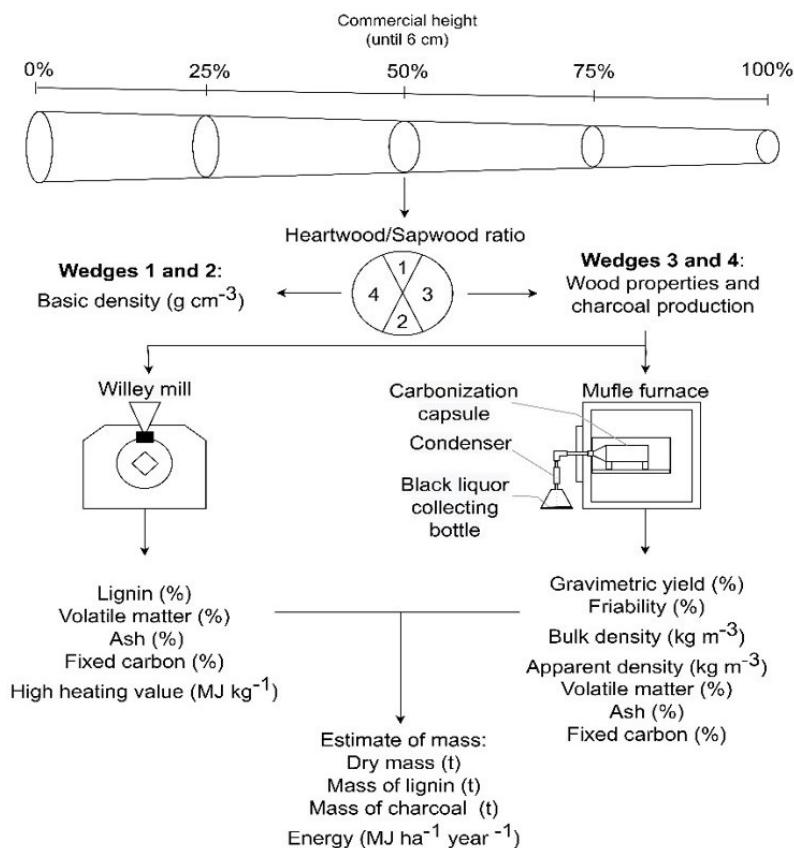 Commercial height
(until 6 cm)
0% 25% 50% 75% 100%
Heartwood/Sapwood ratio
Wedges 1 and 2:
Basic density (g cm⁻³)
1
4 3
2
Wedges 3 and 4:
Wood properties and
charcoal production
Willey mill
Mufle furnace
Carbonization
capsule
Condenser
Black liquor
collecting
bottle
Lignin (%)
Volatile matter (%)
Ash (%)
Fixed carbon (%)
High heating value (MJ kg⁻¹)
Gravimetric yield (%)
Friability (%)
Bulk density (kg m⁻³)
Apparent density (kg m⁻³)
Volatile matter (%)
Ash (%)
Fixed carbon (%)
Estimate of mass:
Dry mass (t)
Mass of lignin (t)
Mass of charcoal (t)
Energy (MJ ha⁻¹ year ⁻¹)